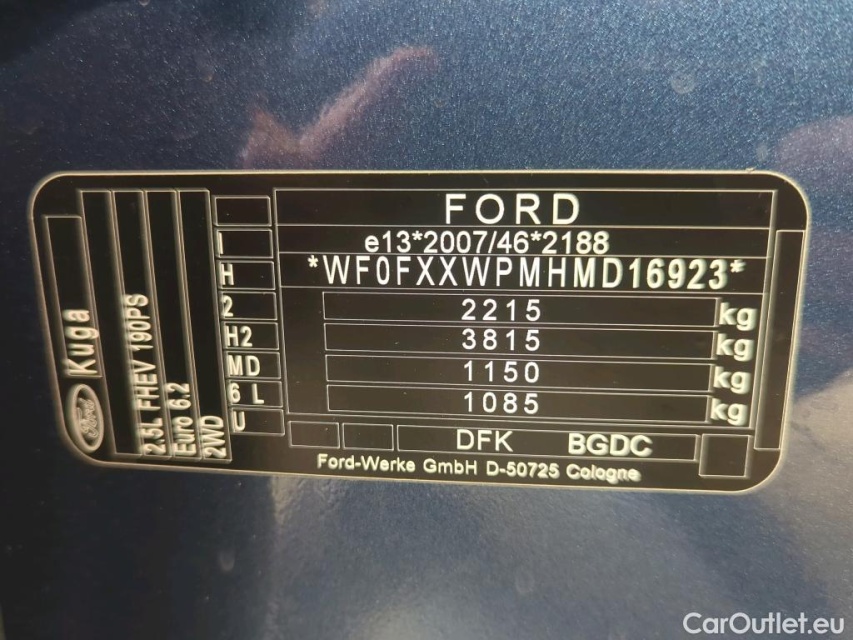 FORD
e13*2007/46*2188
*WF0FXXWPMHMD16923*
2215 kg
3815 kg
1150 kg
1085 kg
DFK BGDC
Ford-Werke GmbH D-50725 Cologne
I
H
2
H2
MD
6 L
U
Ford Kuga
2.5L FHEV 190PS
Euro 6.2
2WD
CarOutlet.eu